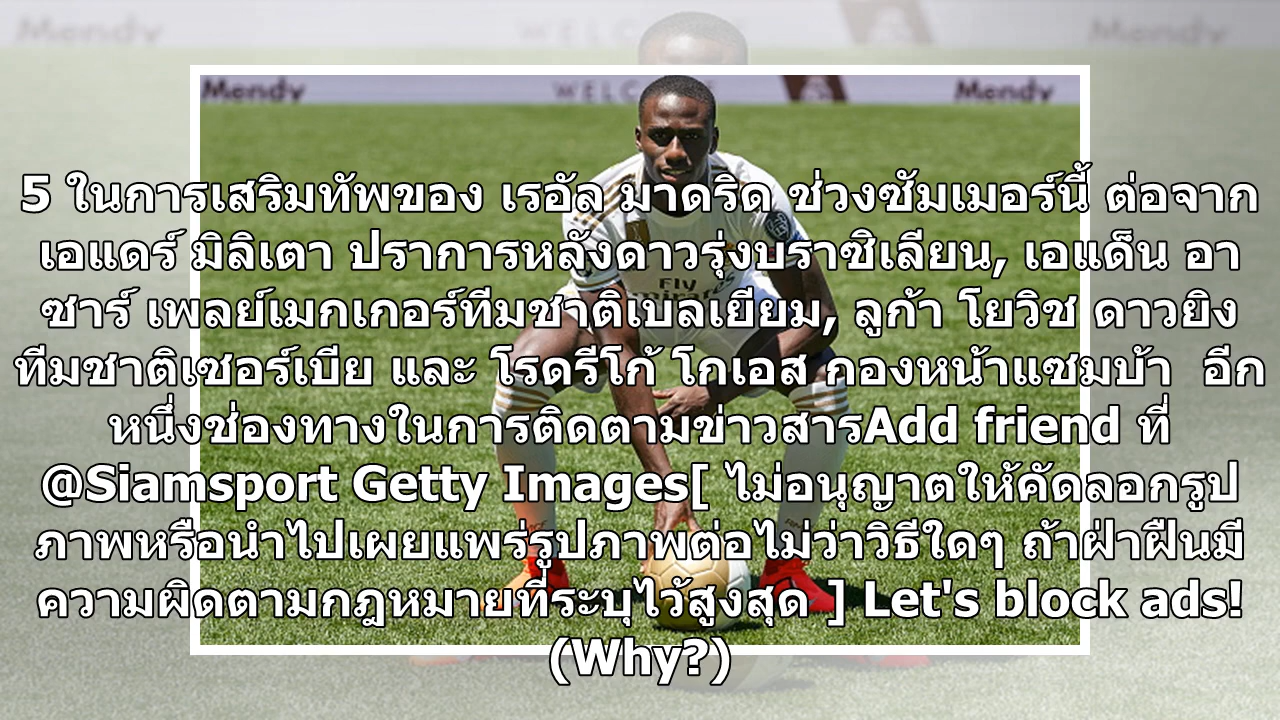 Mendy WELCOME Mendy
Mendy WELCOME Mendy
5 ในการเสริมทัพของ เรอัล มาดริด ช่วงซัมเมอร์นี้ ต่อจาก
เอแดร์ มิลิเตา ปราการหลังดาวรุ่งบราซิเลียน, เอแด็น อา
ซาร์ เพลย์เมกเกอร์ทีมชาติเบลเยียม, ลูก้า โยวิช ดาวยิง
Fly
Emirates
ทีมชาติเซอร์เบีย และ โรดรีโก้ โกเอส กองหน้าแซมบ้า อีก
หนึ่งช่องทางในการติดตามข่าวสารAdd friend ที่
@Siamsport Getty Images[ ไม่อนุญาตให้คัดลอกรูป
ภาพหรือนำไปเผยแพร่รูปภาพต่อไม่ว่าวิธีใดๆ ถ้าฝ่าฝืนมี
ความผิดตามกฎหมายที่ระบุไว้สูงสุด ] Let's block ads!
(Why?)